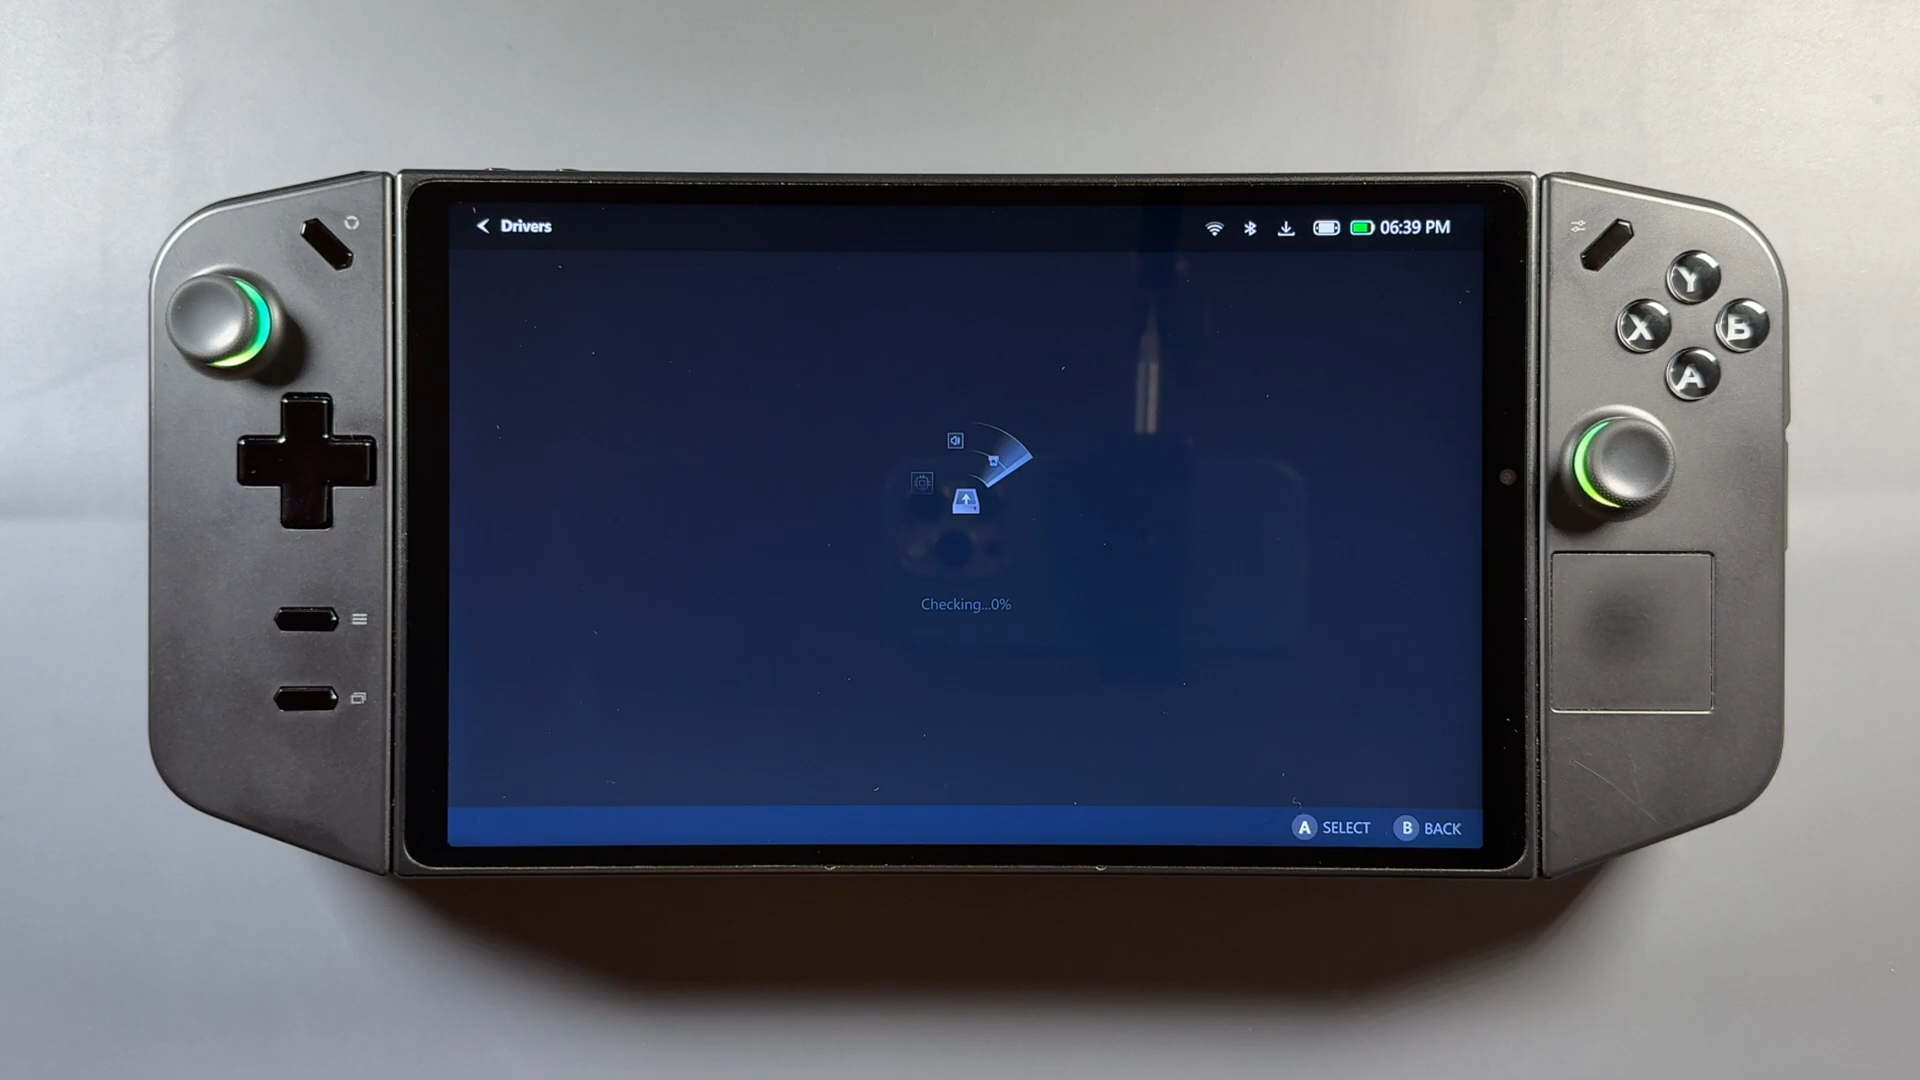 Drivers
06:39 PM
Y
X
B
A
Checking...0%
A SELECT
B BACK